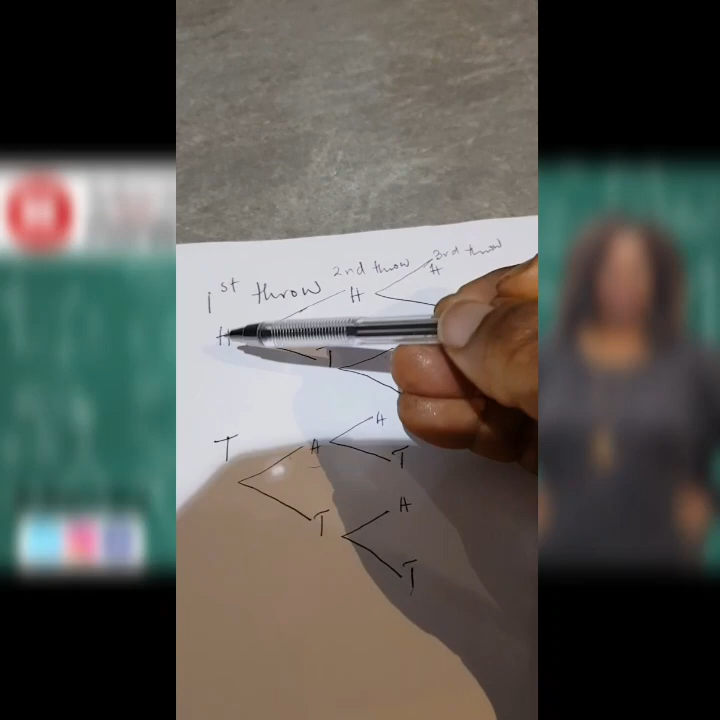 1st throw 2nd throw 3rd throw
H H H
T
T H H
T
T H
T